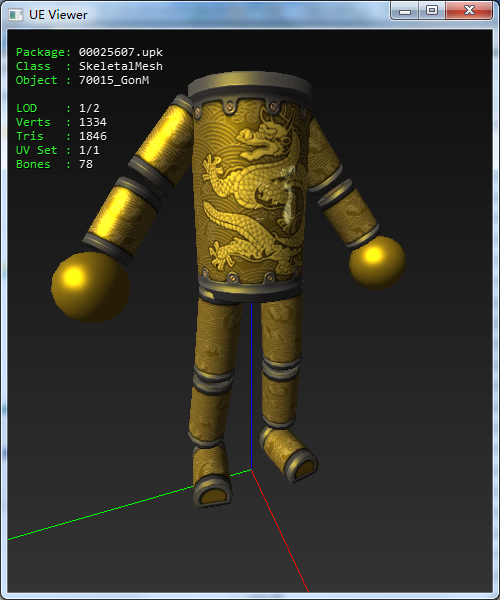 UE Viewer
Package: 00025607.upk
Class : SkeletalMesh
Object : 70015_GonM
LOD : 1/2
Verts : 1334
Tris : 1846
UV Set : 1/1
Bones : 78